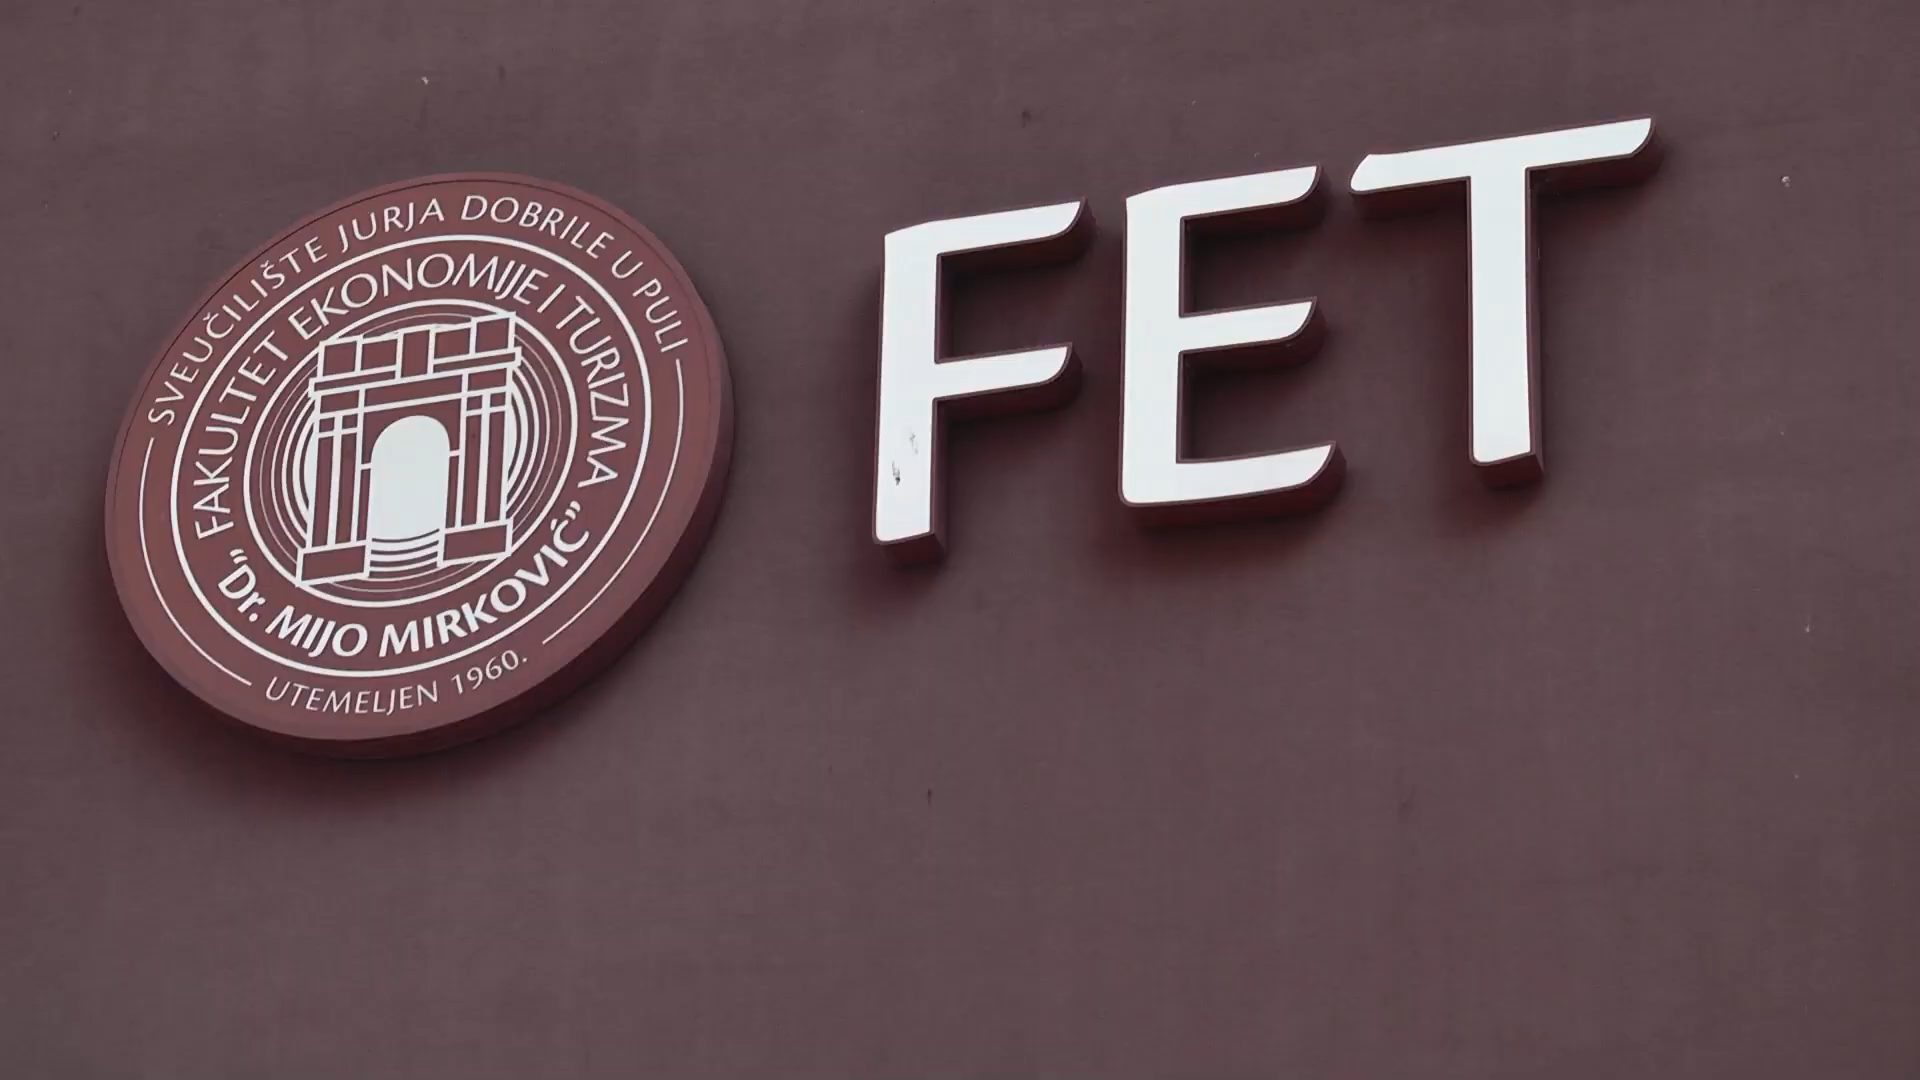 SVEUČILIŠTE JURJA DOBRILE U PULI
FAKULTET EKONOMIJE I TURIZMA
“Dr. MIJO MIRKOVIĆ”
UTEMELJEN 1960.
FET